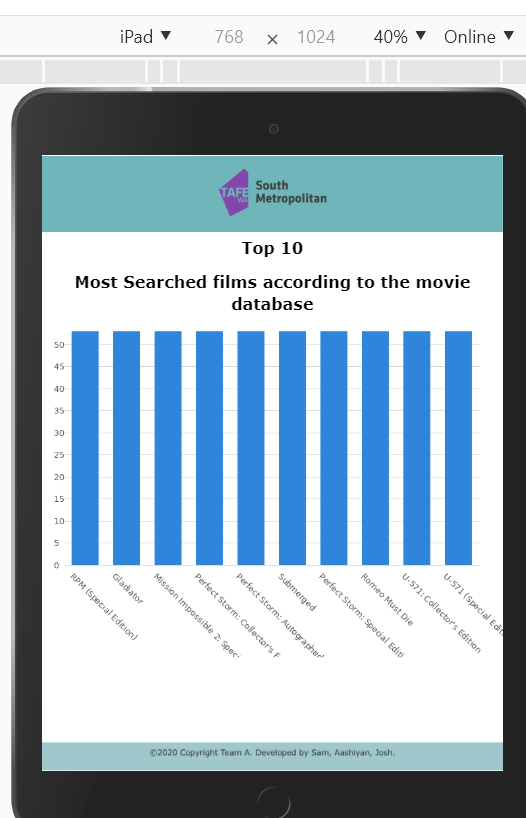 iPad ▼ 768 × 1024 40% ▼ Online ▼
TAFE South
WA Metropolitan
Top 10
Most Searched films according to the movie
database
50
45
40
35
30
25
20
15
10
5
0
RPM (Special Edition)
Gladiator
Mission Impossible 2: Speci
Perfect Storm: Collector's E
Perfect Storm: Autographed
Submerged
Perfect Storm: Special Editi
Romeo Must Die
U-571: Collector's Edition
U-571 (Special Edit
©2020 Copyright Team A. Developed by Sam, Aashiyan, Josh.